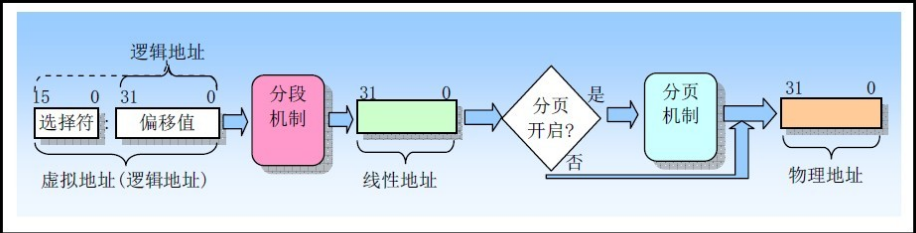 逻辑地址
15 0 31 0
选择符 : 偏移值
虚拟地址(逻辑地址)
分段
机制
31 0
线性地址
分页
开启?
是
否
分页
机制
31 0
物理地址